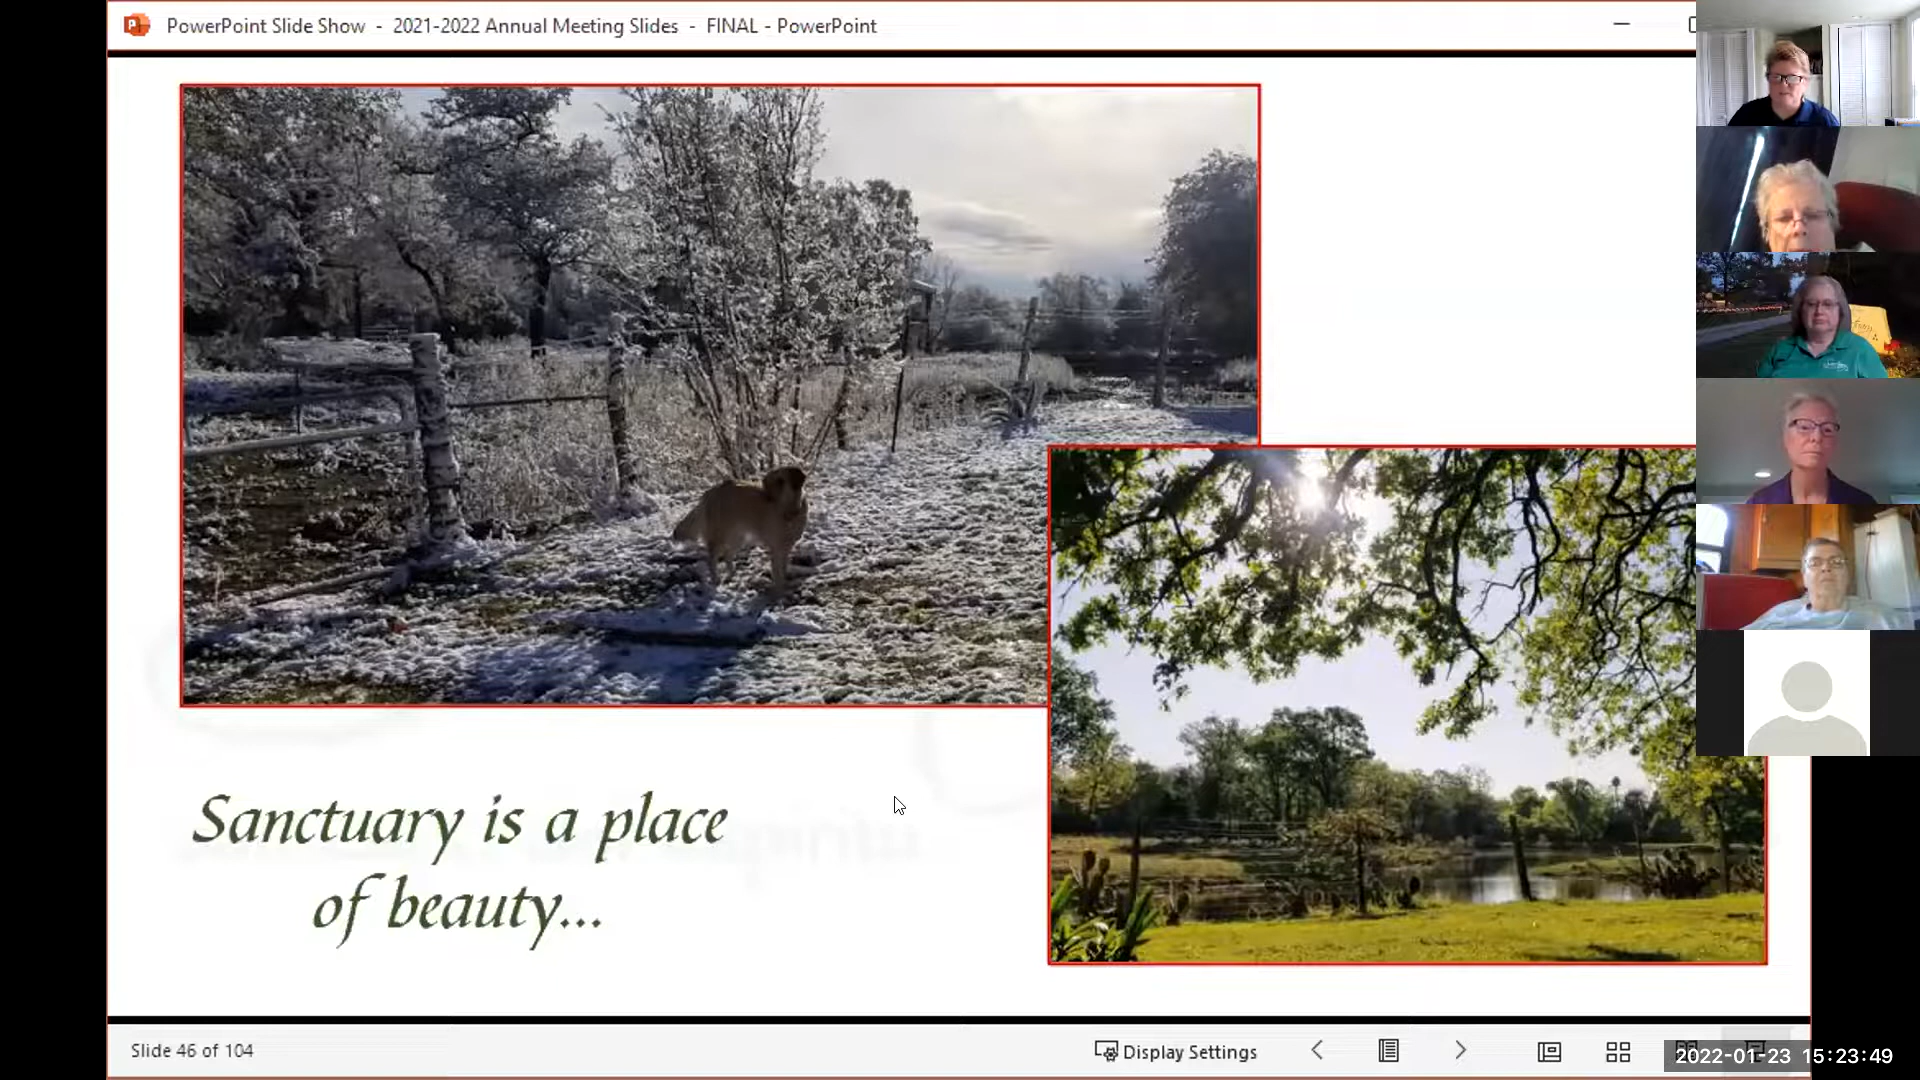 PowerPoint Slide Show - 2021-2022 Annual Meeting Slides - FINAL - PowerPoint
Sanctuary is a place
of beauty...
Slide 46 of 104
Display Settings
2022-01-23 15:23:49